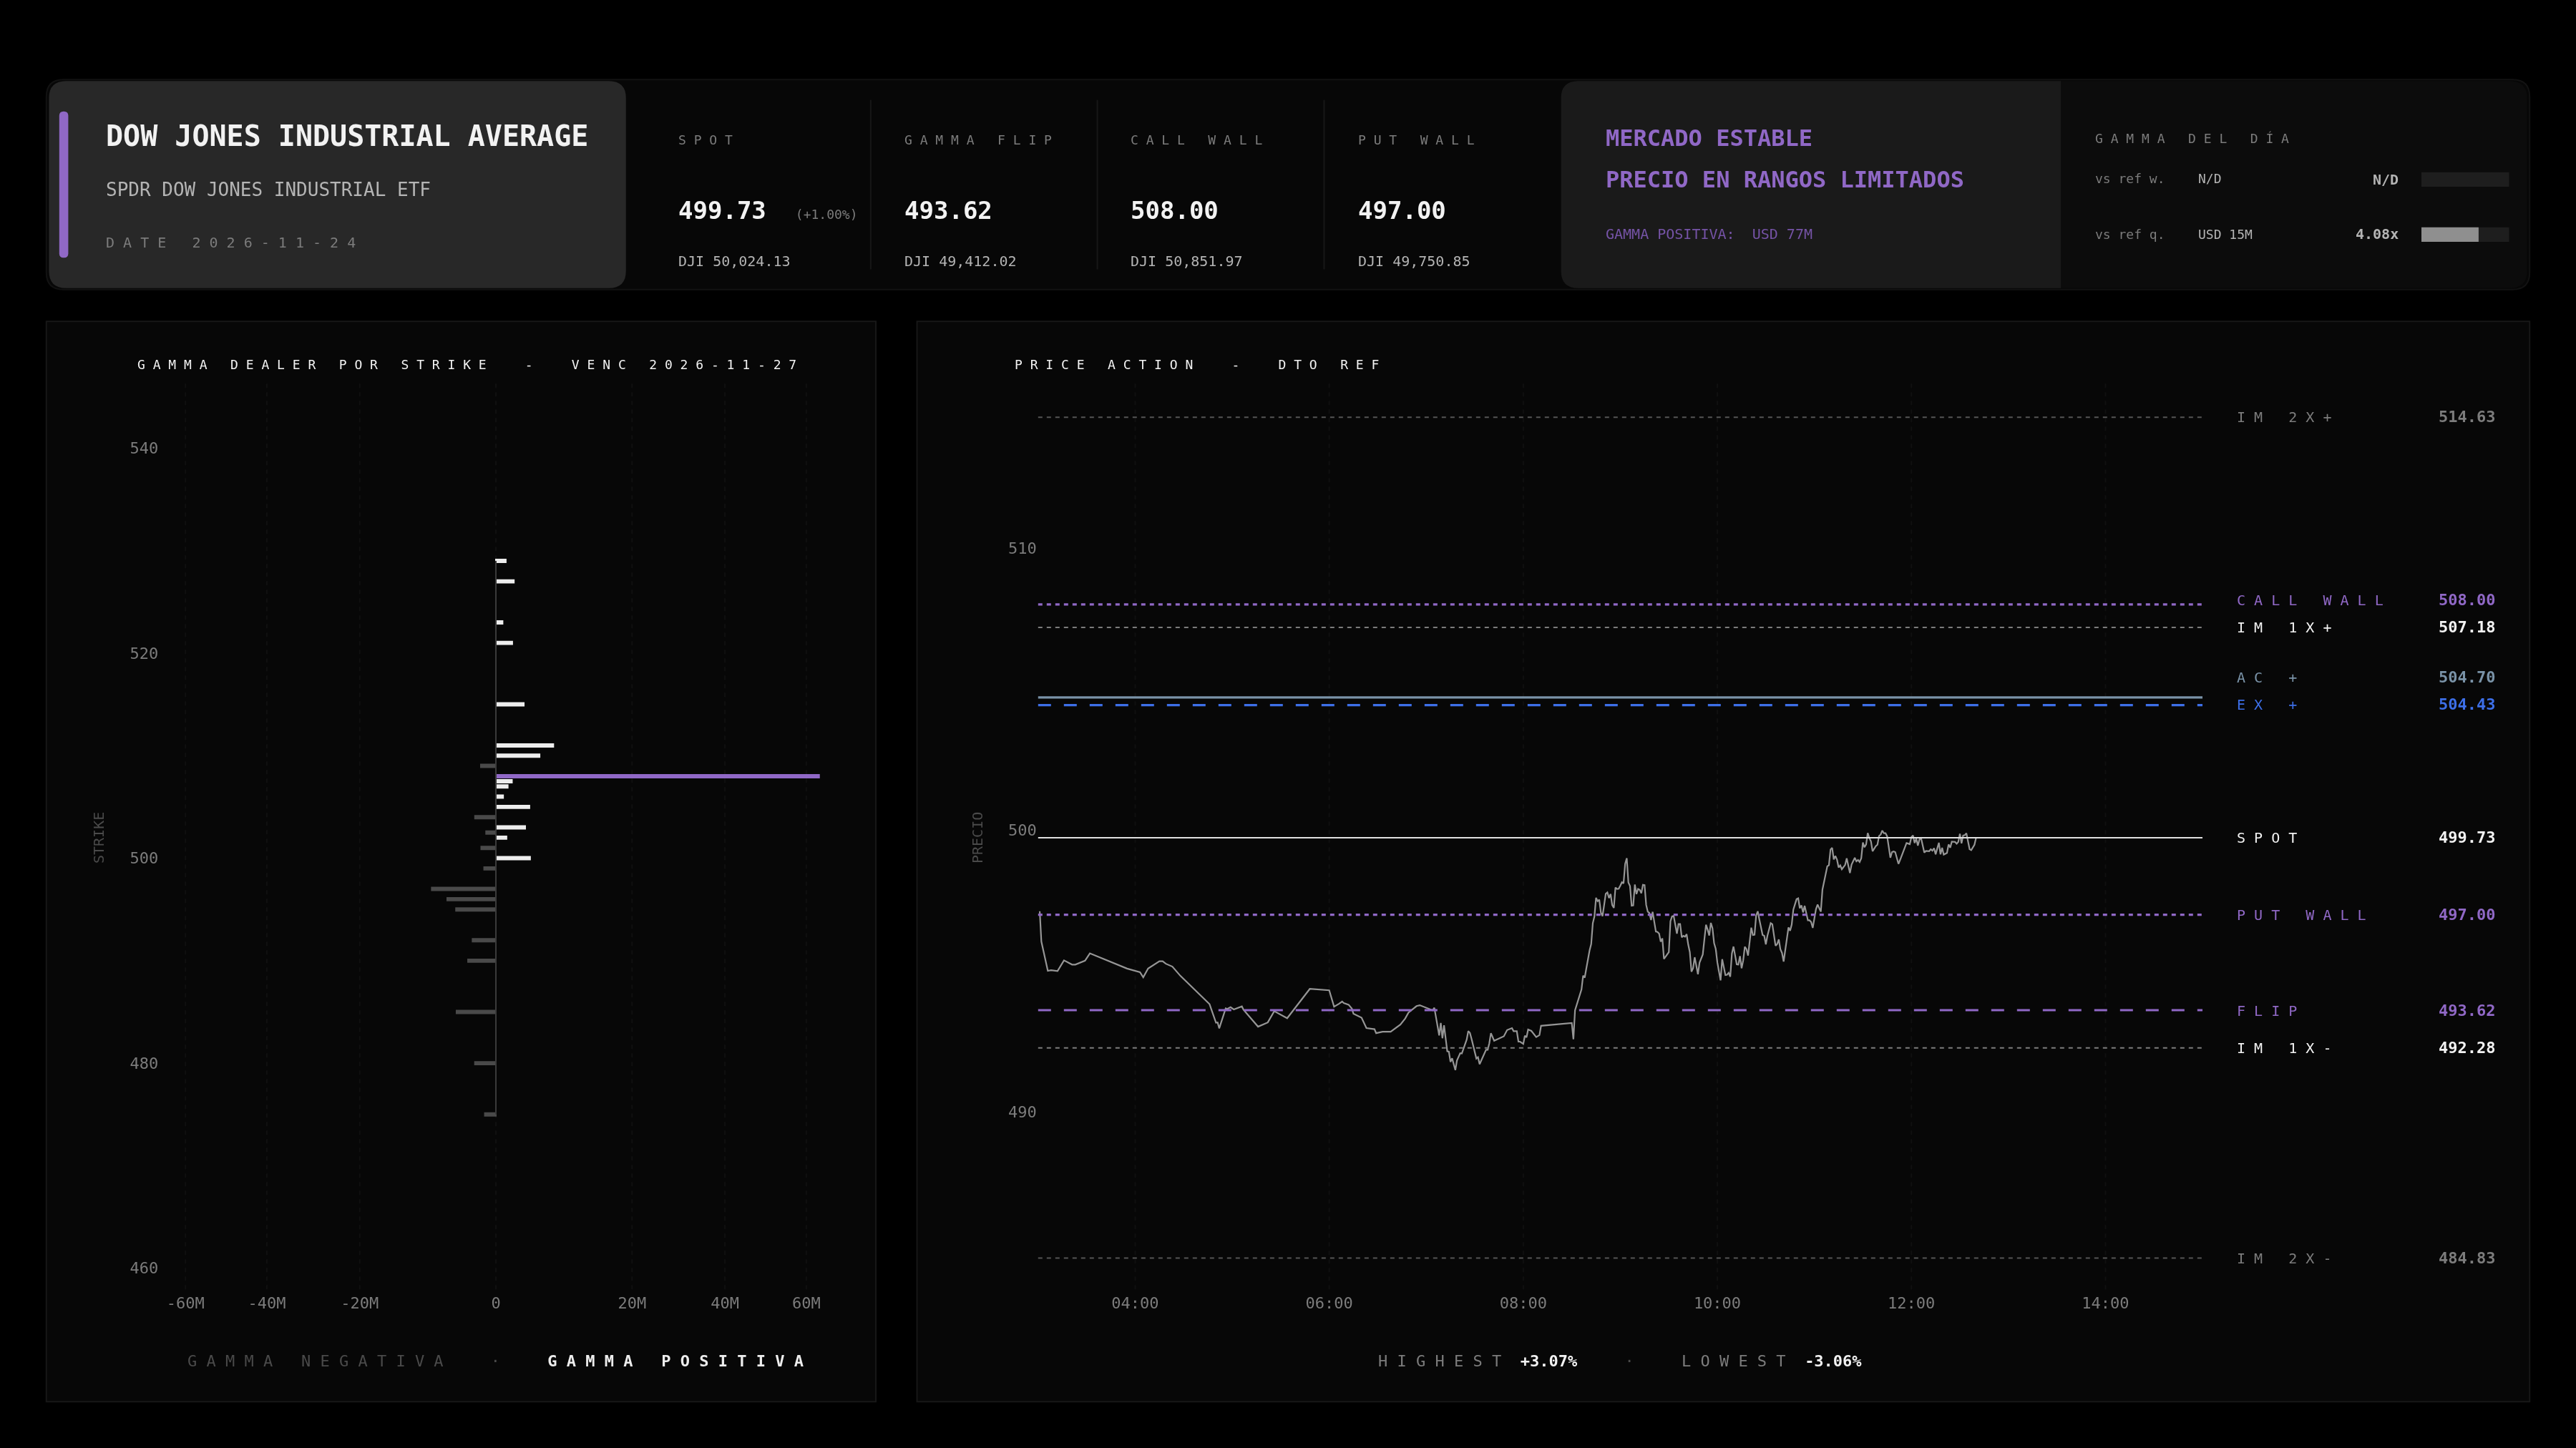 DOW JONES INDUSTRIAL AVERAGE
SPDR DOW JONES INDUSTRIAL ETF
DATE 2026-11-24
SPOT
499.73 (+1.00%)
DJI 50,024.13
GAMMA FLIP
493.62
DJI 49,412.02
CALL WALL
508.00
DJI 50,851.97
PUT WALL
497.00
DJI 49,750.85
MERCADO ESTABLE
PRECIO EN RANGOS LIMITADOS
GAMMA POSITIVA: USD 77M
GAMMA DEL DÍA
vs ref w. N/D N/D
vs ref q. USD 15M 4.08x
GAMMA DEALER POR STRIKE - VENC 2026-11-27
STRIKE
540
520
500
480
460
-60M -40M -20M 0 20M 40M 60M
GAMMA NEGATIVA · GAMMA POSITIVA
PRICE ACTION - DTO REF
PRECIO
510
500
490
IM 2X+ 514.63
CALL WALL 508.00
IM 1X+ 507.18
AC + 504.70
EX + 504.43
SPOT 499.73
PUT WALL 497.00
FLIP 493.62
IM 1X- 492.28
IM 2X- 484.83
04:00 06:00 08:00 10:00 12:00 14:00
HIGHEST +3.07% · LOWEST -3.06%